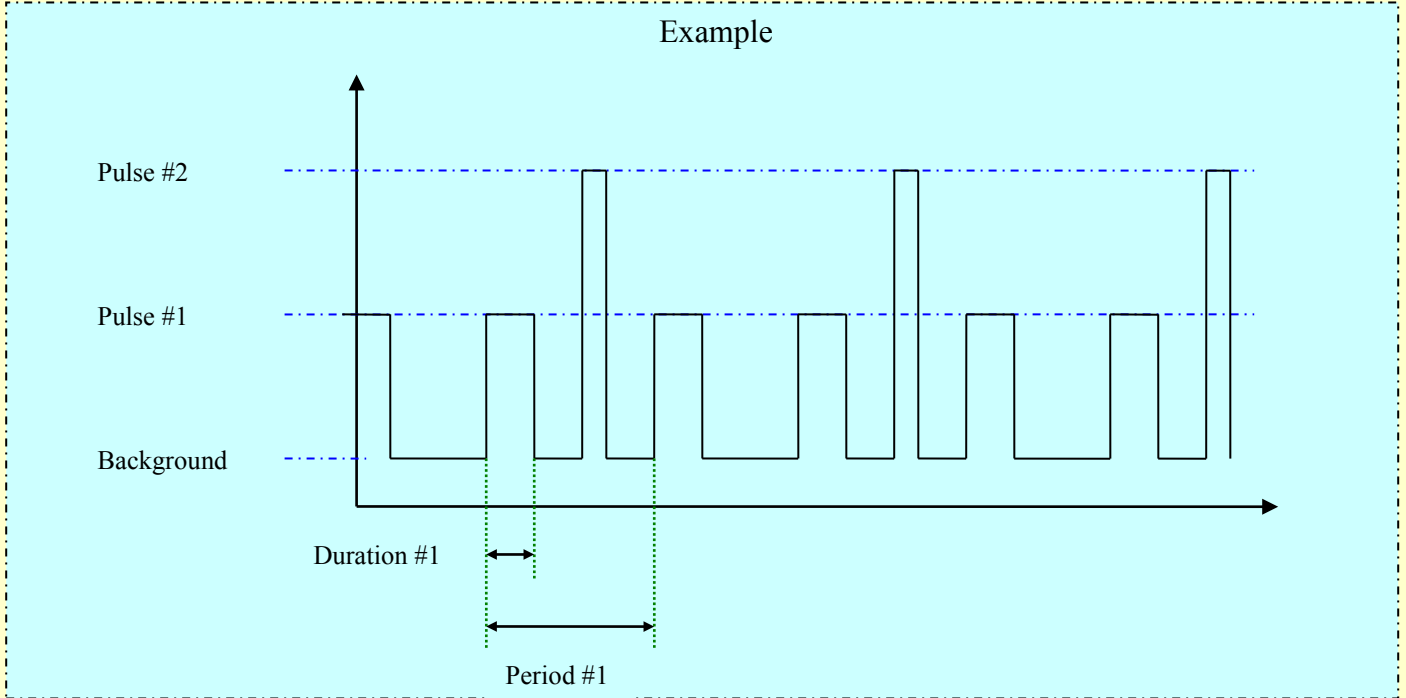 Example
Pulse #2
Pulse #1
Background
Duration #1
Period #1